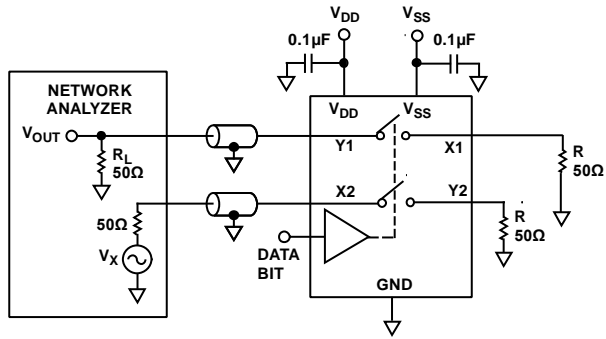 VDD
VSS
0.1µF
0.1µF
NETWORK
ANALYZER
VDD
VSS
VOUT
Y1
X1
RL
50Ω
R
50Ω
X2
Y2
50Ω
R
50Ω
VX
DATA
BIT
GND